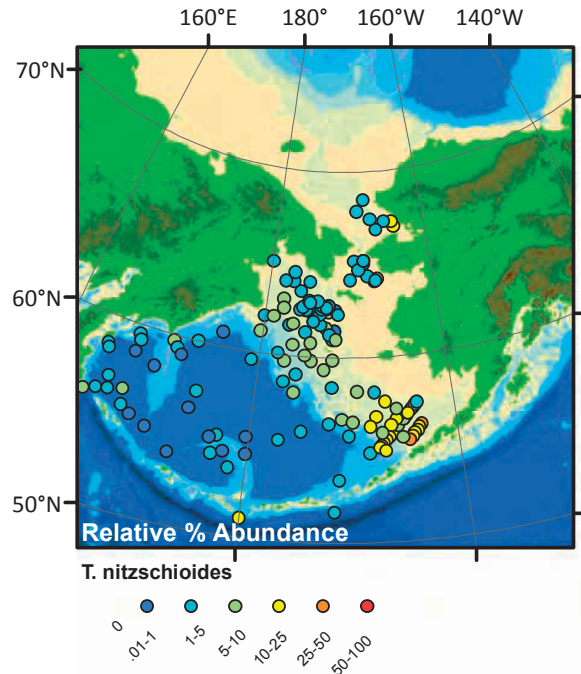 160°E 180° 160°W 140°W
70°N
60°N
50°N
Relative % Abundance
T. nitzschioides
0 .01-1 1-5 5-10 10-25 25-50 50-100